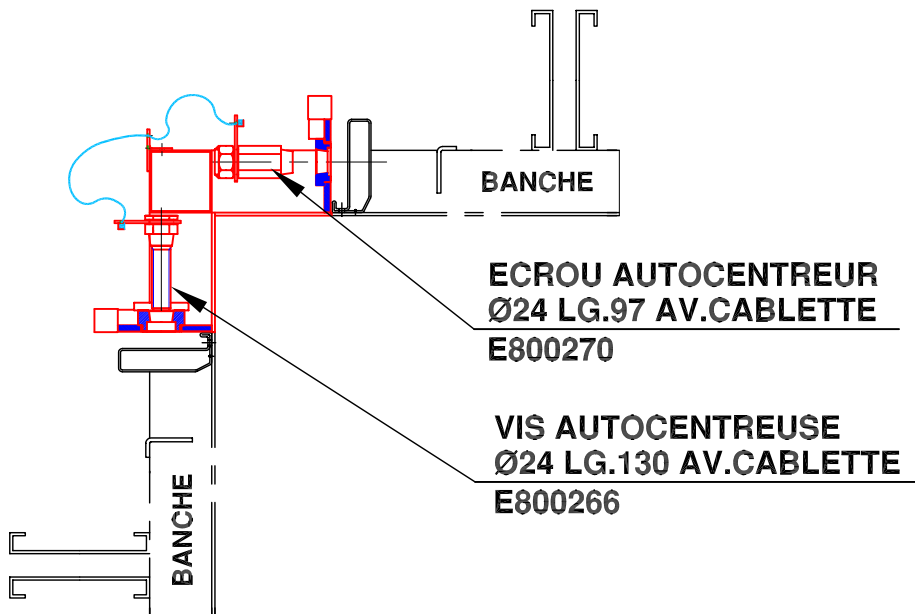 BANCHE
ECROU AUTOCENTREUR
Ø24 LG.97 AV.CABLETTE
E800270
VIS AUTOCENTREUSE
Ø24 LG.130 AV.CABLETTE
E800266
BANCHE